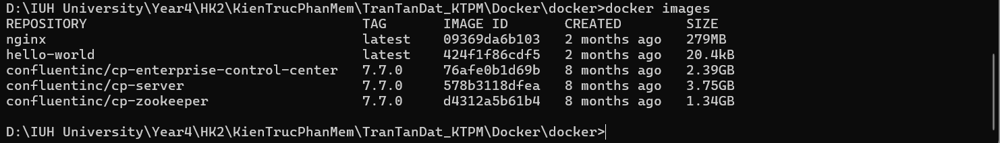 D:\IUH University\Year4\HK2\KienTrucPhanMem\TranTanDat_KTPM\Docker\docker>docker images
REPOSITORY TAG IMAGE ID CREATED SIZE
nginx latest 09369da6b103 2 months ago 279MB
hello-world latest 424f1f86cdf5 2 months ago 20.4kB
confluentinc/cp-enterprise-control-center 7.7.0 76afe0b1d69b 8 months ago 2.39GB
confluentinc/cp-server 7.7.0 578b3118dfea 8 months ago 3.75GB
confluentinc/cp-zookeeper 7.7.0 d4312a5b61b4 8 months ago 1.34GB
D:\IUH University\Year4\HK2\KienTrucPhanMem\TranTanDat_KTPM\Docker\docker>